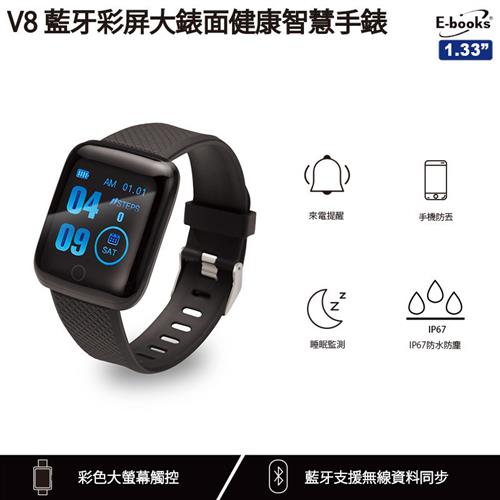 V8 藍牙彩屏大錶面健康智慧手錶
E-books®
1.33”
AM 01.01
04
STEPS
0
09
SAT
來電提醒
手機防丟
睡眠監測
IP67
IP67防水防塵
彩色大螢幕觸控
藍牙支援無線資料同步